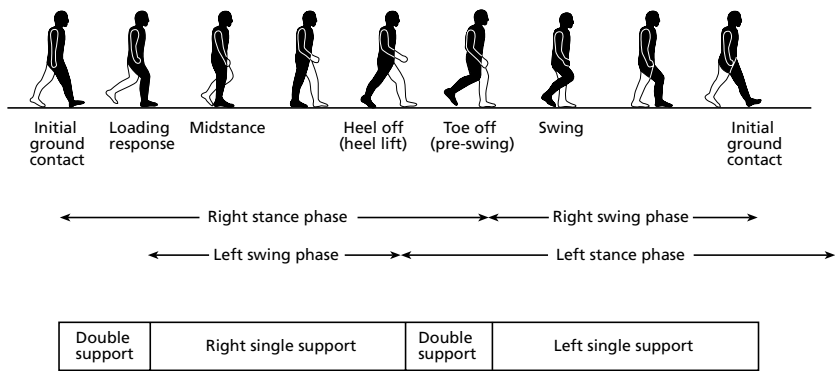 Initial
ground
contact
Loading
response
Midstance
Heel off
(heel lift)
Toe off
(pre-swing)
Swing
Initial
ground
contact
Right stance phase
Right swing phase
Left swing phase
Left stance phase
Double
support
Right single support
Double
support
Left single support